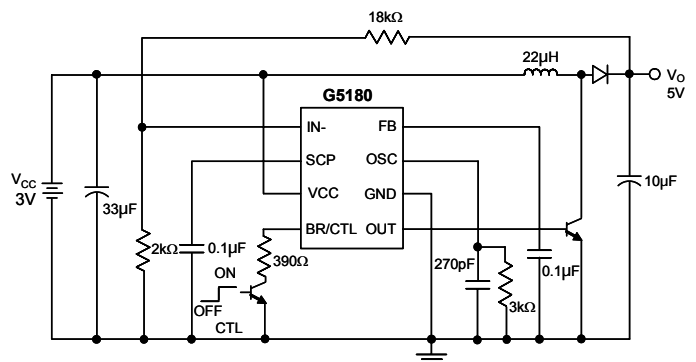 18kΩ
22µH
VO
5V
G5180
IN-
FB
SCP
OSC
VCC
GND
BR/CTL
OUT
VCC
3V
33µF
2kΩ
0.1µF
390Ω
ON
OFF
CTL
270pF
3kΩ
0.1µF
10µF